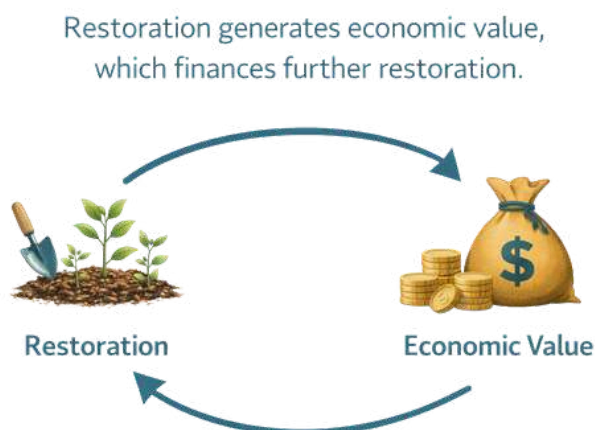 Restoration generates economic value,
which finances further restoration.
$
Restoration
Economic Value